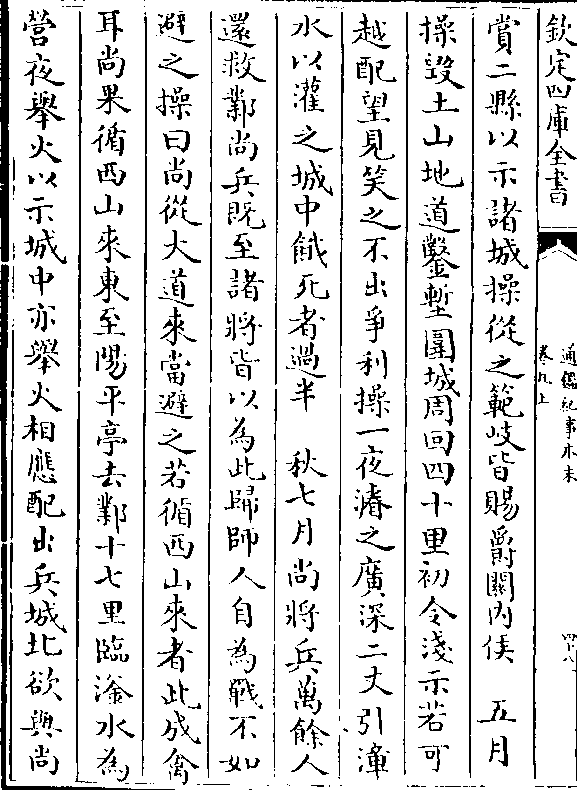 欽定四庫全書
通鑑紀事本末
卷九上
四十八
賞二縣以示諸城操從之範岐皆賜爵關内侯　五月
操毀土山地道鑿塹圍城周回四十里初令淺示若可
越配望見笑之不出爭利操一夜濬之廣深二丈引漳
水以灌之城中餓死者過半　秋七月尚將兵萬餘人
還救鄴尚兵既至諸將皆以為此歸師人自為戰不如
避之操曰尚從大道來當避之若循西山來者此成禽
耳尚果循西山來東至陽平亭去鄴十七里臨滏水為
營夜舉火以示城中城中亦舉火相應配出兵城北欲與尚